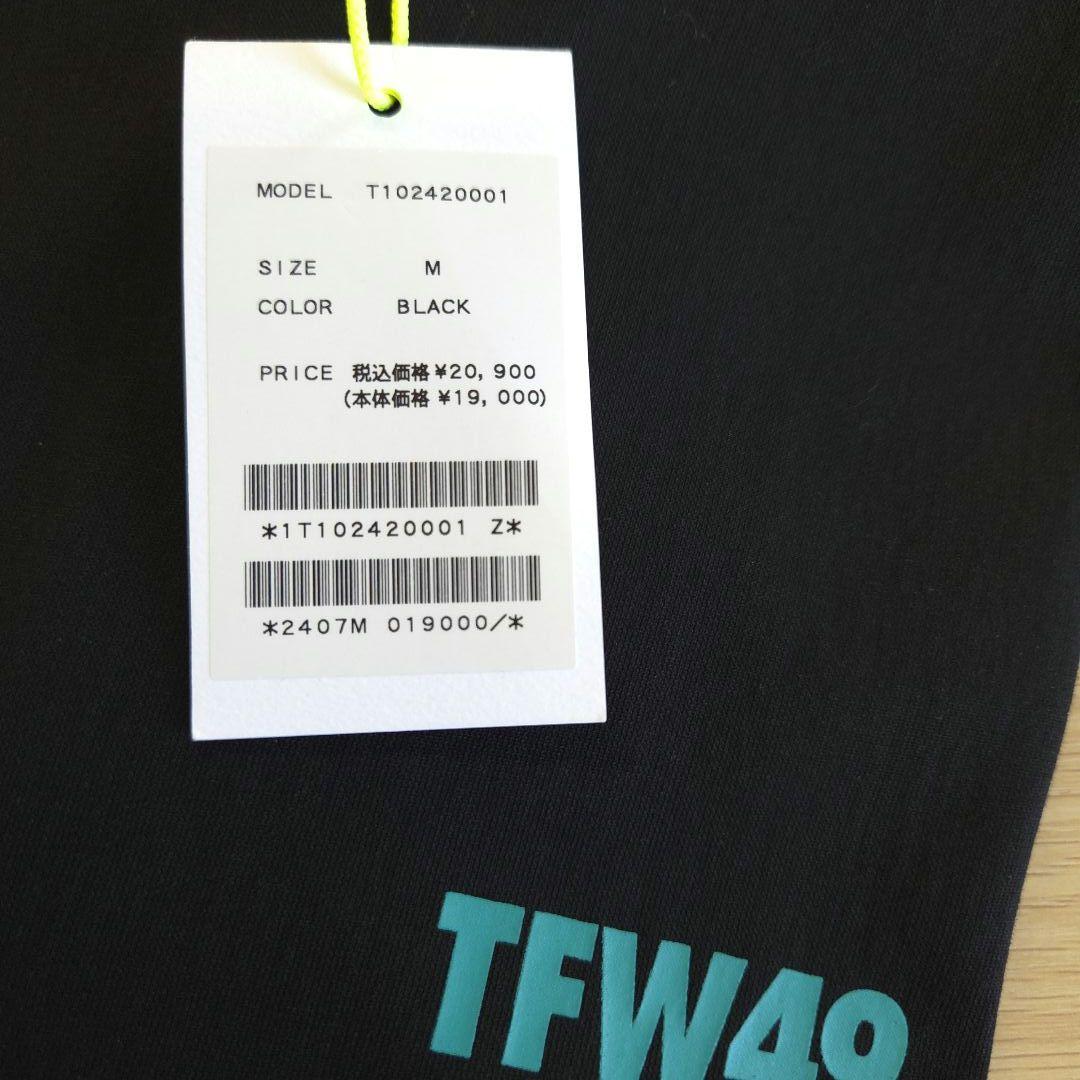 MODEL T102420001
SIZE M
COLOR BLACK
PRICE 税込価格¥20,900
(本体価格 ¥19,000)
*1T102420001 Z*
*2407M 019000/*
TFW49